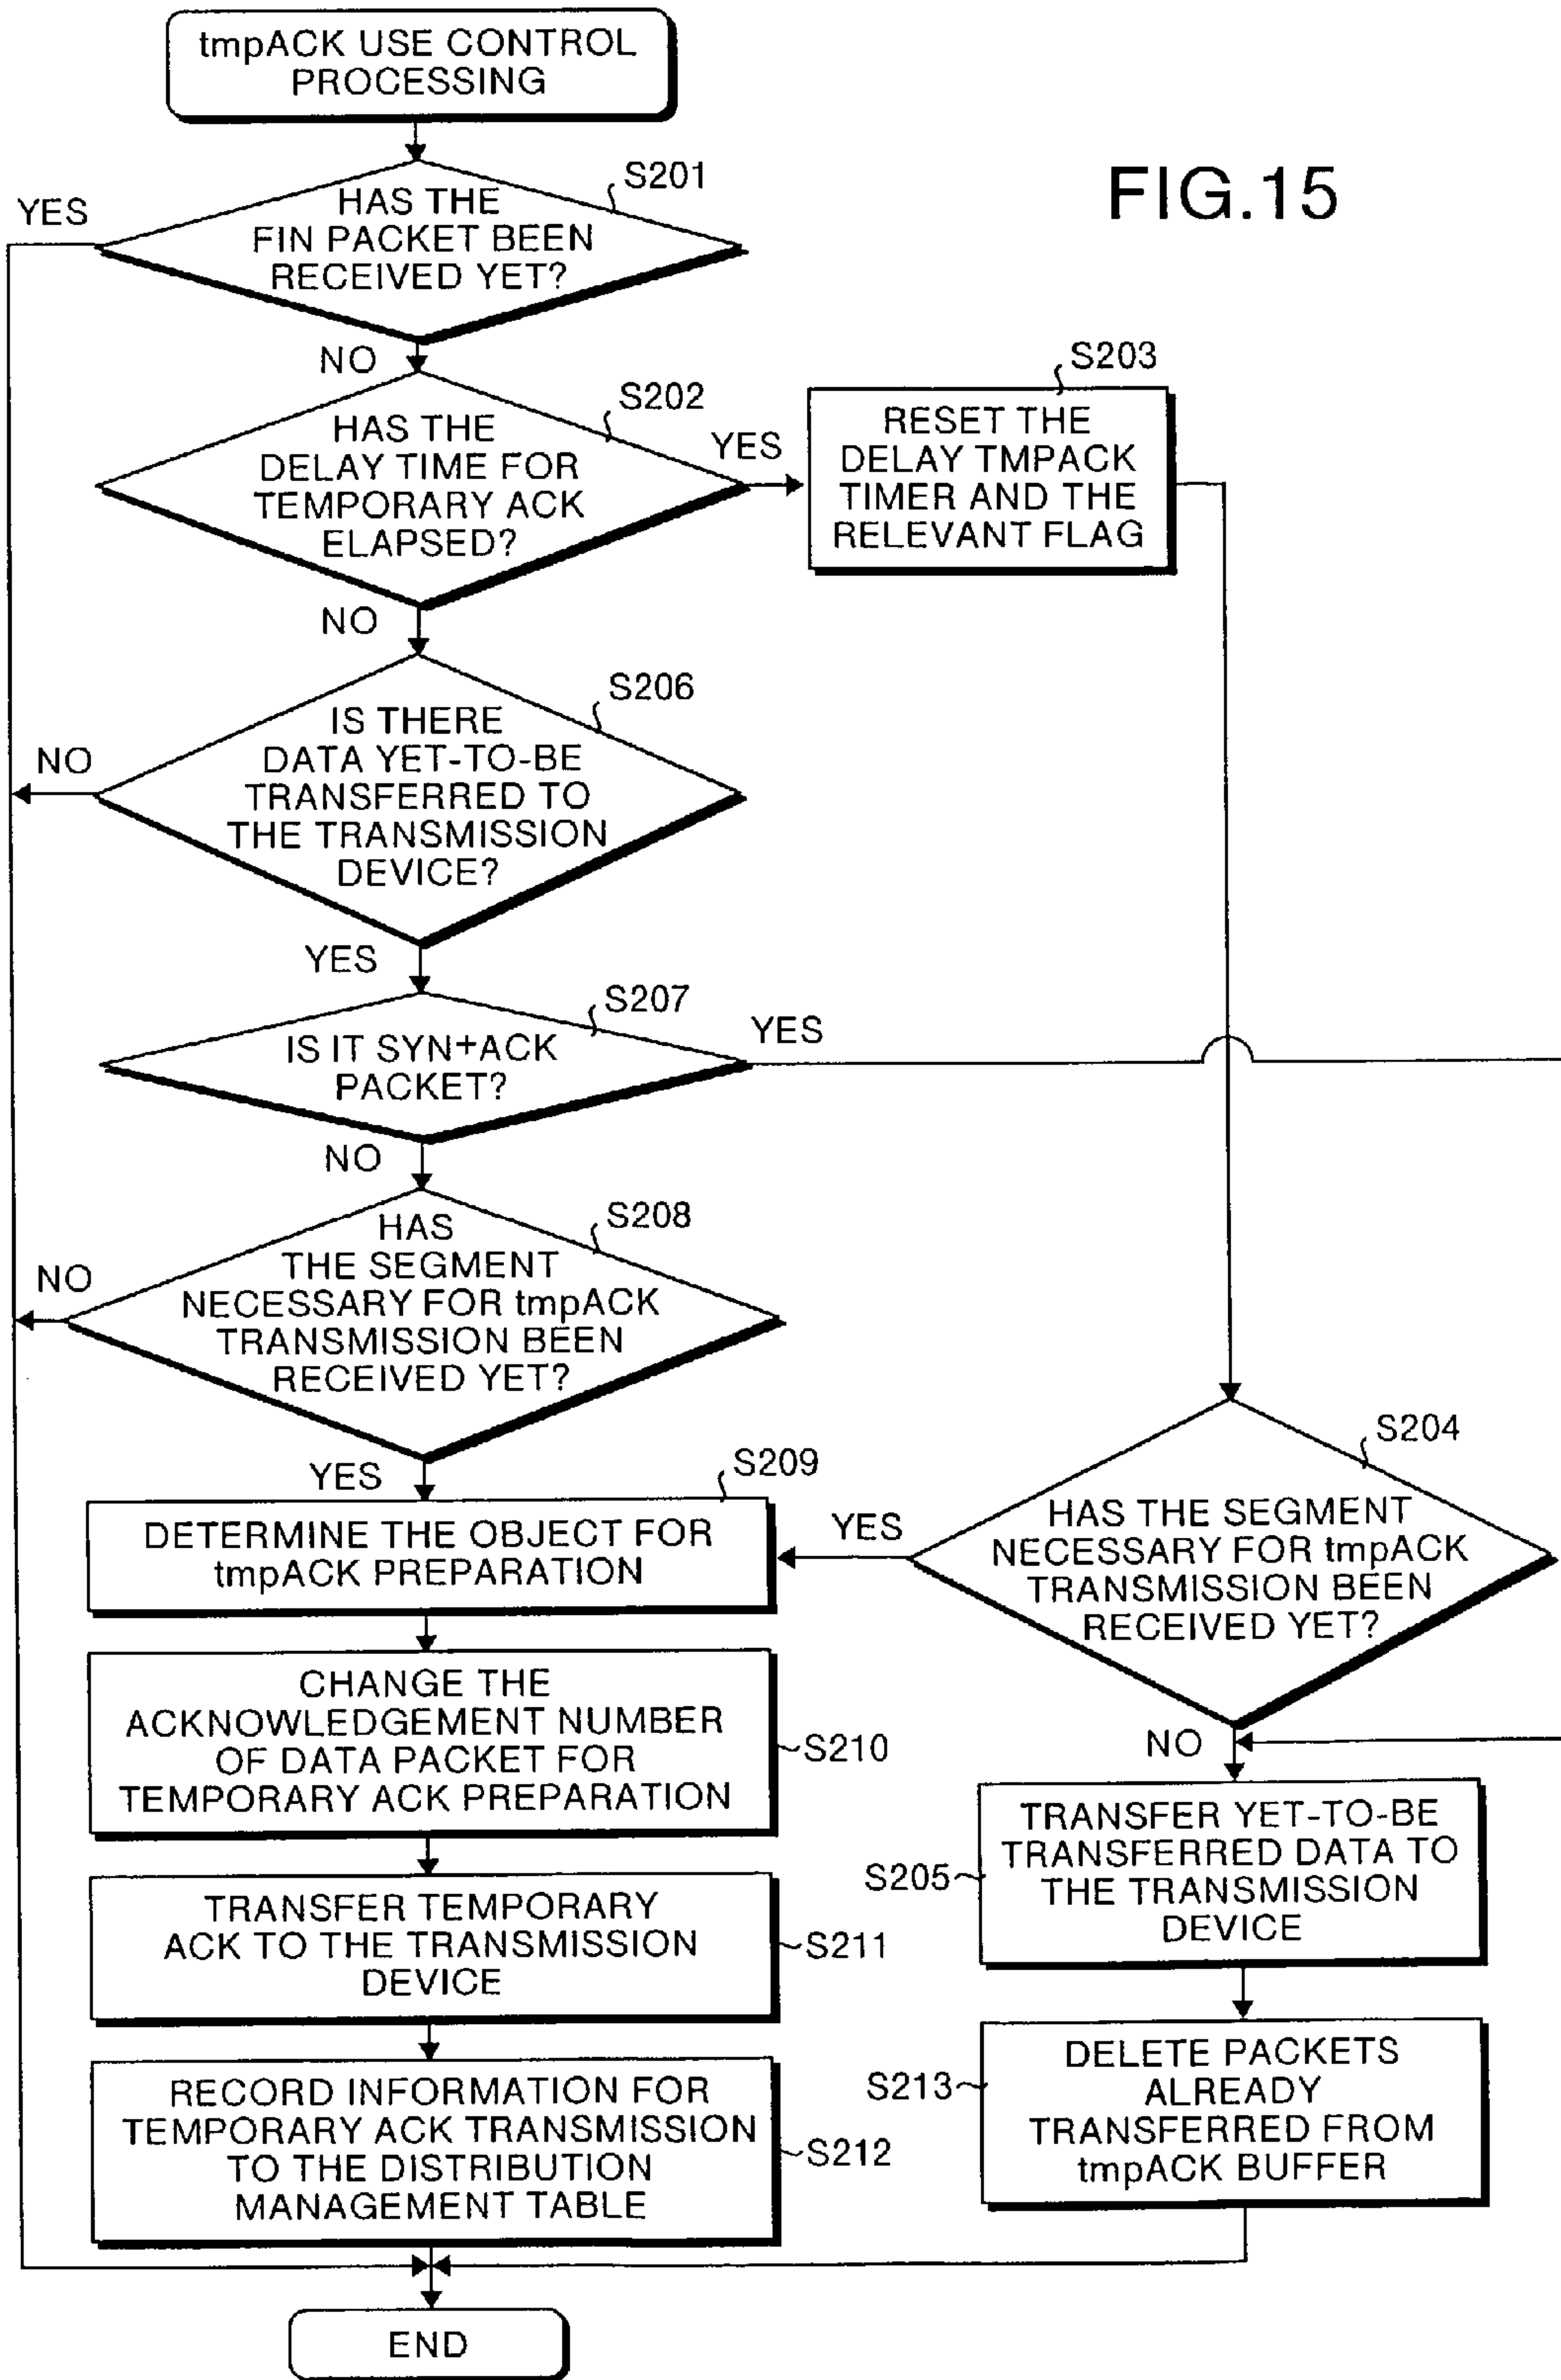 tmpACK USE CONTROL
PROCESSING
FIG.15
S201
YES
HAS THE
FIN PACKET BEEN
RECEIVED YET?
NO
S202
HAS THE
DELAY TIME FOR
TEMPORARY ACK
ELAPSED?
YES
S203
RESET THE
DELAY TMPACK
TIMER AND THE
RELEVANT FLAG
NO
S206
IS THERE
DATA YET-TO-BE
TRANSFERRED TO
THE TRANSMISSION
DEVICE?
NO
YES
S207
IS IT SYN+ACK
PACKET?
YES
NO
S208
HAS
THE SEGMENT
NECESSARY FOR tmpACK
TRANSMISSION BEEN
RECEIVED YET?
NO
YES
S209
DETERMINE THE OBJECT FOR
tmpACK PREPARATION
YES
S204
HAS THE SEGMENT
NECESSARY FOR tmpACK
TRANSMISSION BEEN
RECEIVED YET?
NO
CHANGE THE
ACKNOWLEDGEMENT NUMBER
OF DATA PACKET FOR
TEMPORARY ACK PREPARATION
S210
S205
TRANSFER YET-TO-BE
TRANSFERRED DATA TO
THE TRANSMISSION
DEVICE
TRANSFER TEMPORARY
ACK TO THE TRANSMISSION
DEVICE
S211
S213
DELETE PACKETS
ALREADY
TRANSFERRED FROM
tmpACK BUFFER
RECORD INFORMATION FOR
TEMPORARY ACK TRANSMISSION
TO THE DISTRIBUTION
MANAGEMENT TABLE
S212
END